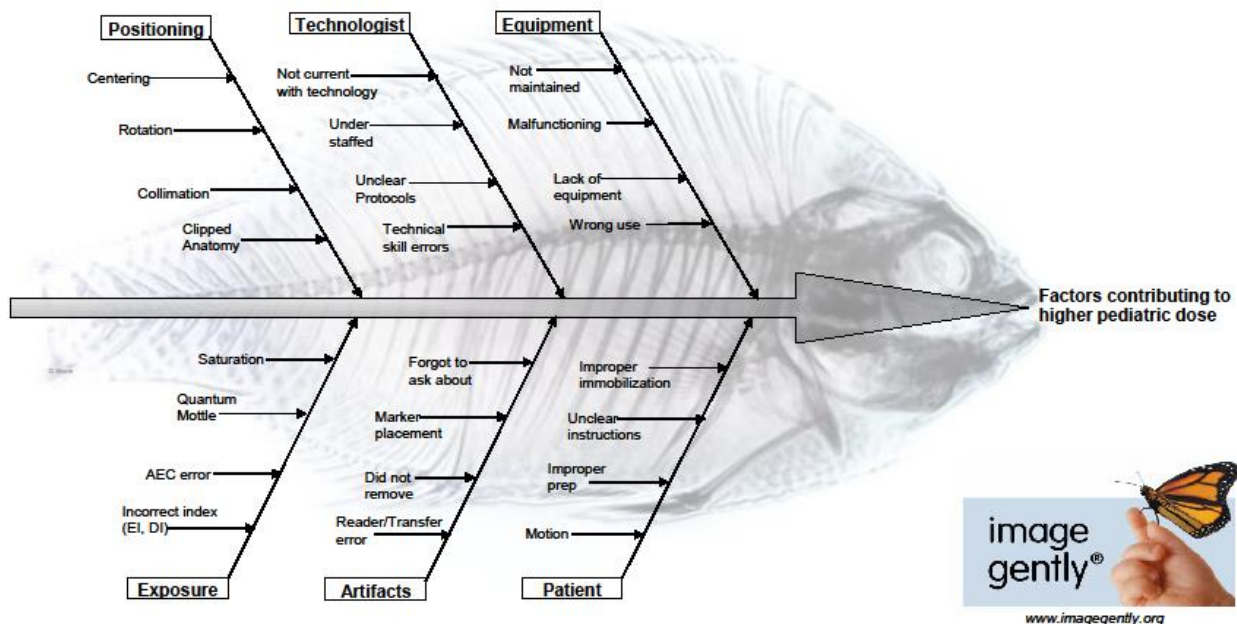 Positioning
Technologist
Equipment
Centering
Rotation
Collimation
Clipped
Anatomy
Not current
with technology
Under
staffed
Unclear
Protocols
Technical
skill errors
Not
maintained
Malfunctioning
Lack of
equipment
Wrong use
Factors contributing to
higher pediatric dose
Saturation
Quantum
Mottle
AEC error
Incorrect index
(EI, DI)
Exposure
Forgot to
ask about
Marker
placement
Did not
remove
Reader/Transfer
error
Artifacts
Improper
immobilization
Unclear
instructions
Improper
prep
Motion
Patient
image
gently®
www.imagegently.org